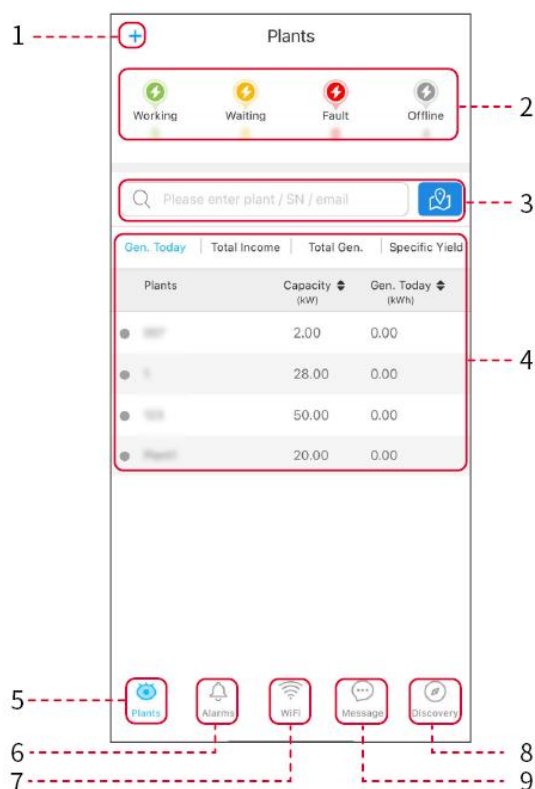 1
+
Plants
Working
Waiting
Fault
Offline
2
Please enter plant / SN / email
3
Gen. Today
Total Income
Total Gen.
Specific Yield
Plants
Capacity
(kW)
Gen. Today
(kWh)
2.00 0.00
28.00 0.00
4
50.00 0.00
20.00 0.00
5
Plants
Alarms
WiFi
Message
Discovery
6
8
7
9